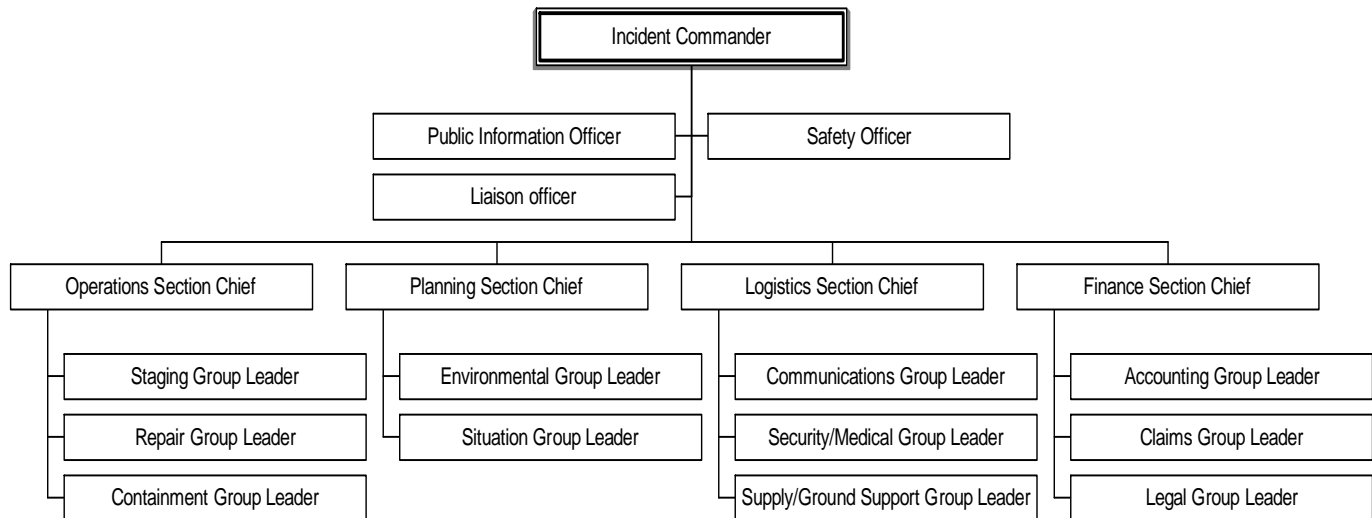 Incident Commander
Public Information Officer
Safety Officer
Liaison officer
Operations Section Chief
Planning Section Chief
Logistics Section Chief
Finance Section Chief
Staging Group Leader
Environmental Group Leader
Communications Group Leader
Accounting Group Leader
Repair Group Leader
Situation Group Leader
Security/Medical Group Leader
Claims Group Leader
Containment Group Leader
Supply/Ground Support Group Leader
Legal Group Leader